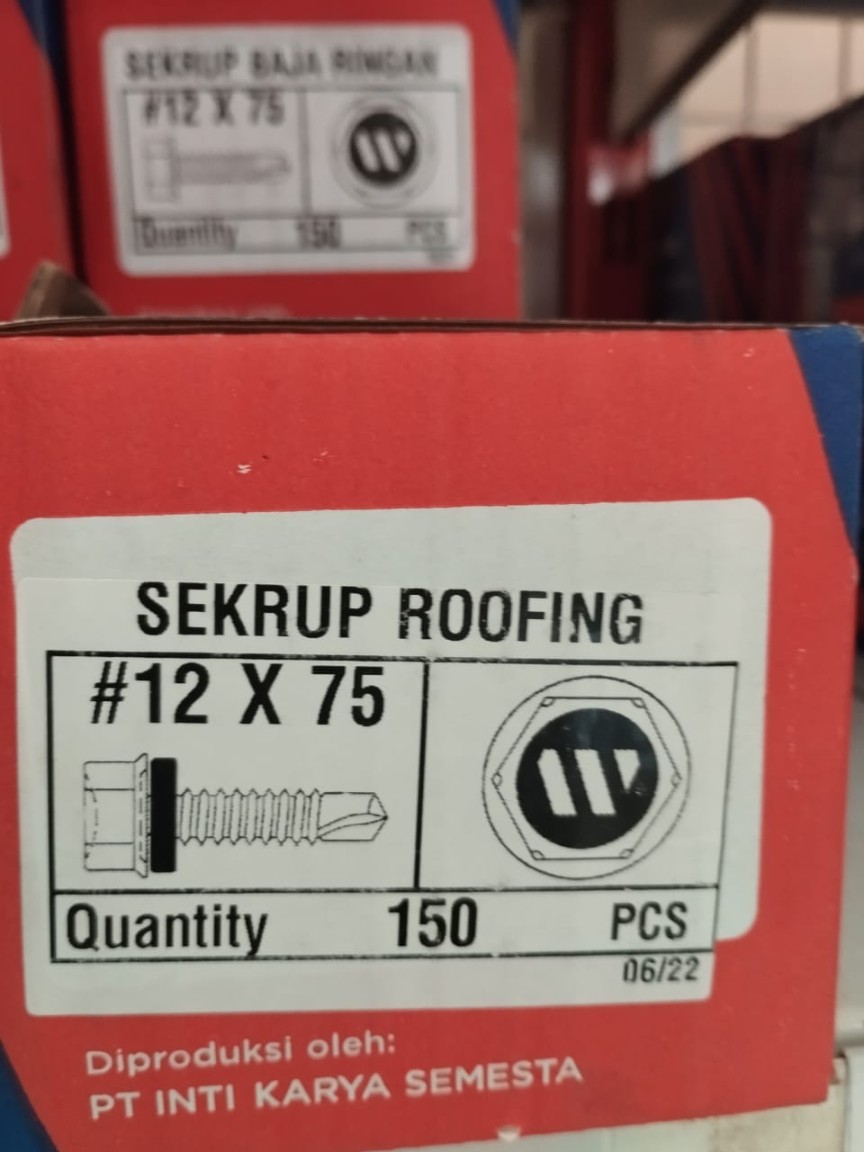 SEKRUP BAJA RINGAN
#12 X 75
Quantity 150 PCS
SEKRUP ROOFING
#12 X 75
Quantity 150 PCS
06/22
Diproduksi oleh:
PT INTI KARYA SEMESTA